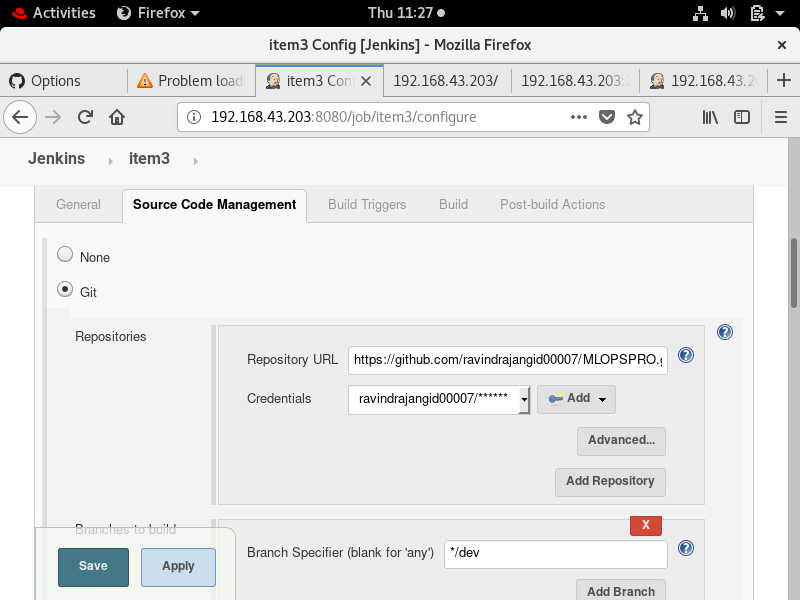 Activities Firefox Thu 11:27
item3 Config [Jenkins] - Mozilla Firefox
Options Problem load item3 Con 192.168.43.203/ 192.168.43.203: 192.168.43.2
192.168.43.203:8080/job/item3/configure
Jenkins item3
General Source Code Management Build Triggers Build Post-build Actions
None
Git
Repositories
Repository URL https://github.com/ravindrajangid00007/MLOPSPRO.g
Credentials ravindrajangid00007/****** Add
Advanced...
Add Repository
Branches to build X
Branch Specifier (blank for 'any') */dev
Save Apply
Add Branch